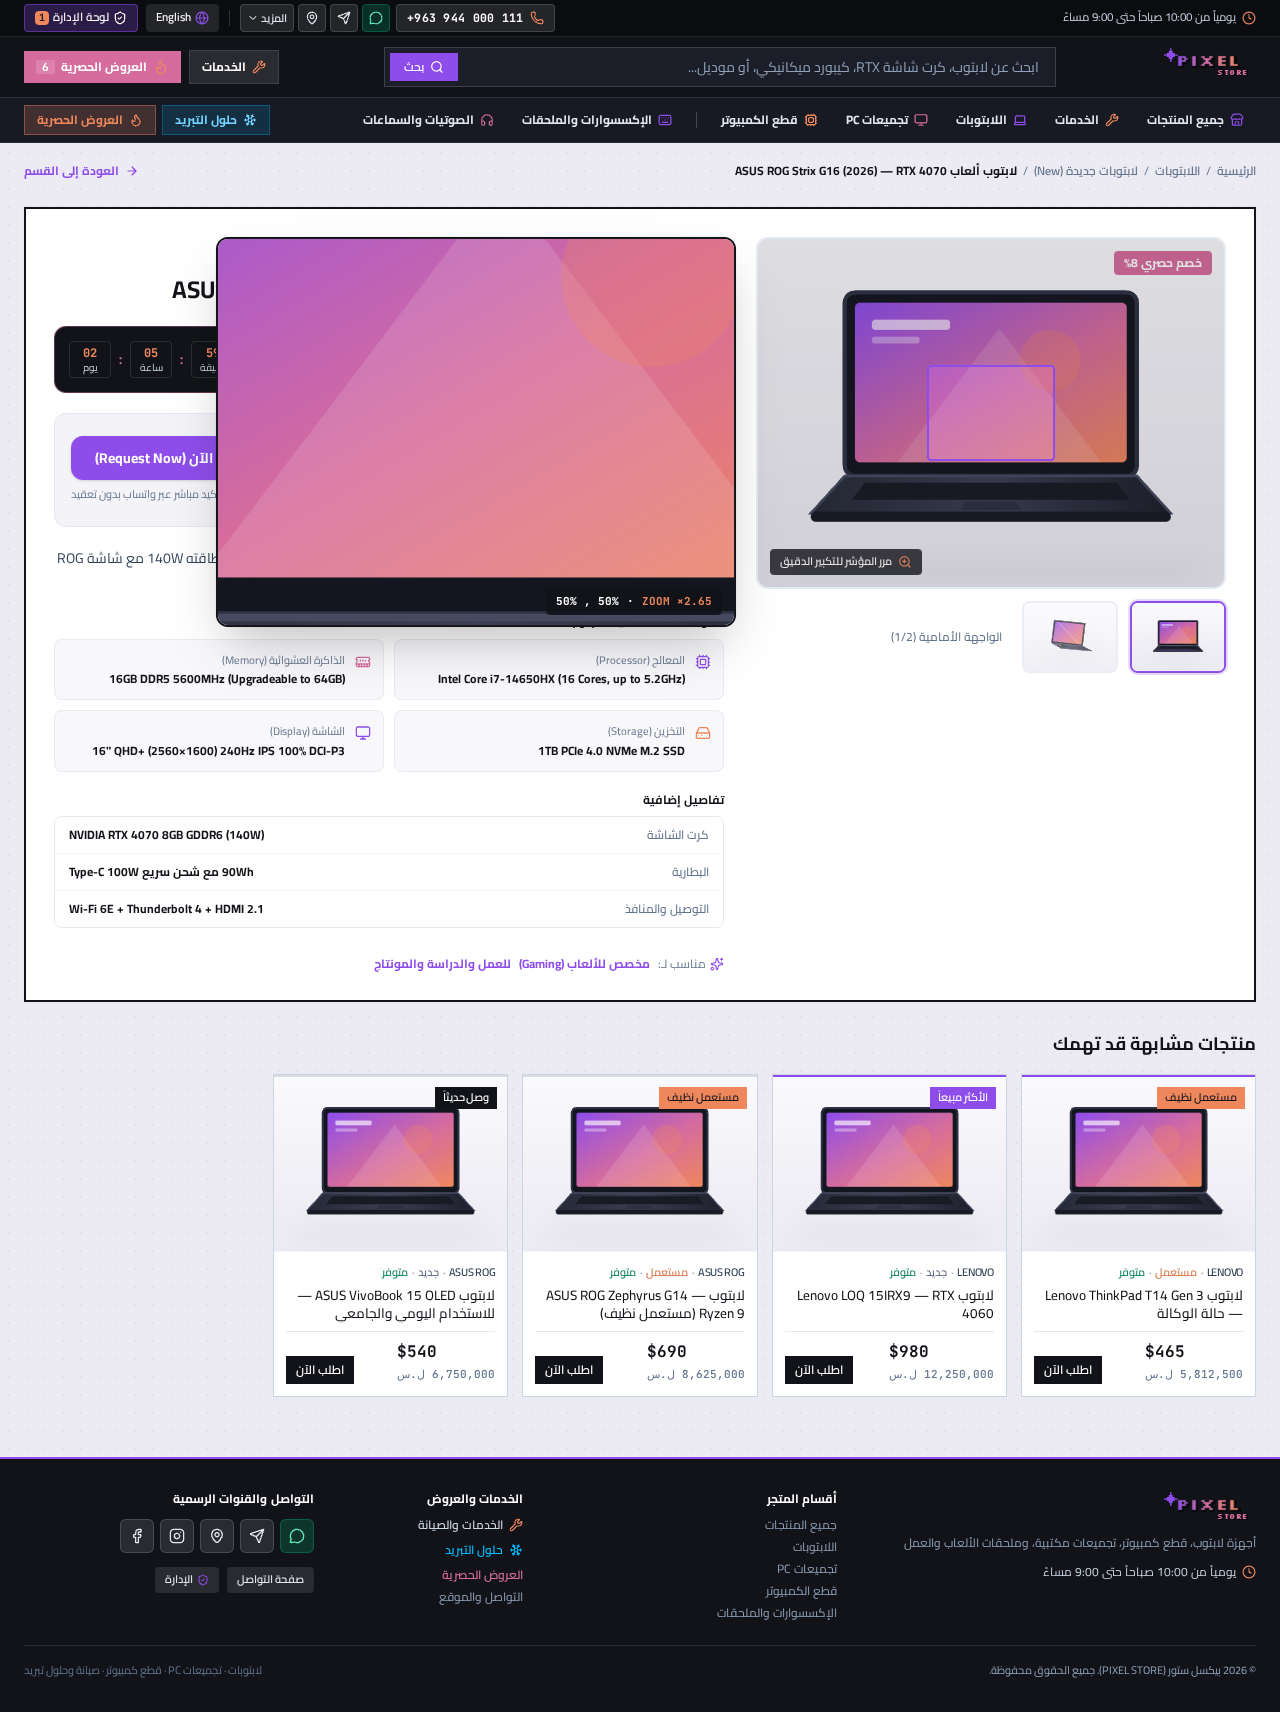 يومياً من 10:00 صباحاً حتى 9:00 مساءً
+963 944 000 111
المزيد
English
لوحة الإدارة 1
PIXEL
STORE
ابحث عن لابتوب، كرت شاشة RTX، كيبورد ميكانيكي، أو موديل...
بحث
الخدمات
العروض الحصرية 6
جميع المنتجات
الخدمات
اللابتوبات
تجميعات PC
قطع الكمبيوتر
الإكسسوارات والملحقات
الصوتيات والسماعات
حلول التبريد
العروض الحصرية
الرئيسية / اللابتوبات / لابتوبات جديدة (New) / لابتوب ألعاب ASUS ROG Strix G16 (2026) — RTX 4070
العودة إلى القسم
خصم حصري 8%
مرر المؤشر للتكبير الدقيق
الواجهة الأمامية (1/2)
50% , 50% · ZOOM ×2.65
05
ساعة
:
02
يوم
الآن (Request Now)
مباشر عبر واتساب بدون تعقيد
طاقته 140W مع شاشة ROG
المعالج (Processor)
Intel Core i7-14650HX (16 Cores, up to 5.2GHz)
الذاكرة العشوائية (Memory)
16GB DDR5 5600MHz (Upgradeable to 64GB)
التخزين (Storage)
1TB PCIe 4.0 NVMe M.2 SSD
الشاشة (Display)
16" QHD+ (2560×1600) 240Hz IPS 100% DCI-P3
تفاصيل إضافية
كرت الشاشة
NVIDIA RTX 4070 8GB GDDR6 (140W)
البطارية
90Wh مع شحن سريع Type-C 100W
التوصيل والمنافذ
Wi-Fi 6E + Thunderbolt 4 + HDMI 2.1
مناسب لـ: مخصص للألعاب (Gaming) للعمل والدراسة والمونتاج
منتجات مشابهة قد تهمك
مستعمل نظيف
LENOVO · مستعمل · متوفر
لابتوب Lenovo ThinkPad T14 Gen 3
— حالة الوكالة
$465
5,812,500 ل.س
اطلب الآن
الأكثر مبيعاً
LENOVO · جديد · متوفر
لابتوب Lenovo LOQ 15IRX9 — RTX
4060
$980
12,250,000 ل.س
اطلب الآن
مستعمل نظيف
ASUS ROG · مستعمل · متوفر
لابتوب ASUS ROG Zephyrus G14 —
Ryzen 9 (مستعمل نظيف)
$690
8,625,000 ل.س
اطلب الآن
وصل حديثاً
ASUS ROG · جديد · متوفر
لابتوب ASUS VivoBook 15 OLED —
للاستخدام اليومي والجامعي
$540
6,750,000 ل.س
اطلب الآن
PIXEL
STORE
أجهزة لابتوب، قطع كمبيوتر، تجميعات مكتبية، وملحقات الألعاب والعمل
يومياً من 10:00 صباحاً حتى 9:00 مساءً
أقسام المتجر
جميع المنتجات
اللابتوبات
تجميعات PC
قطع الكمبيوتر
الإكسسوارات والملحقات
الخدمات والعروض
الخدمات والصيانة
حلول التبريد
العروض الحصرية
التواصل والموقع
التواصل والقنوات الرسمية
صفحة التواصل
الإدارة
© 2026 بيكسل ستور (PIXEL STORE). جميع الحقوق محفوظة.
لابتوبات · تجميعات PC · قطع كمبيوتر · صيانة وحلول تبريد